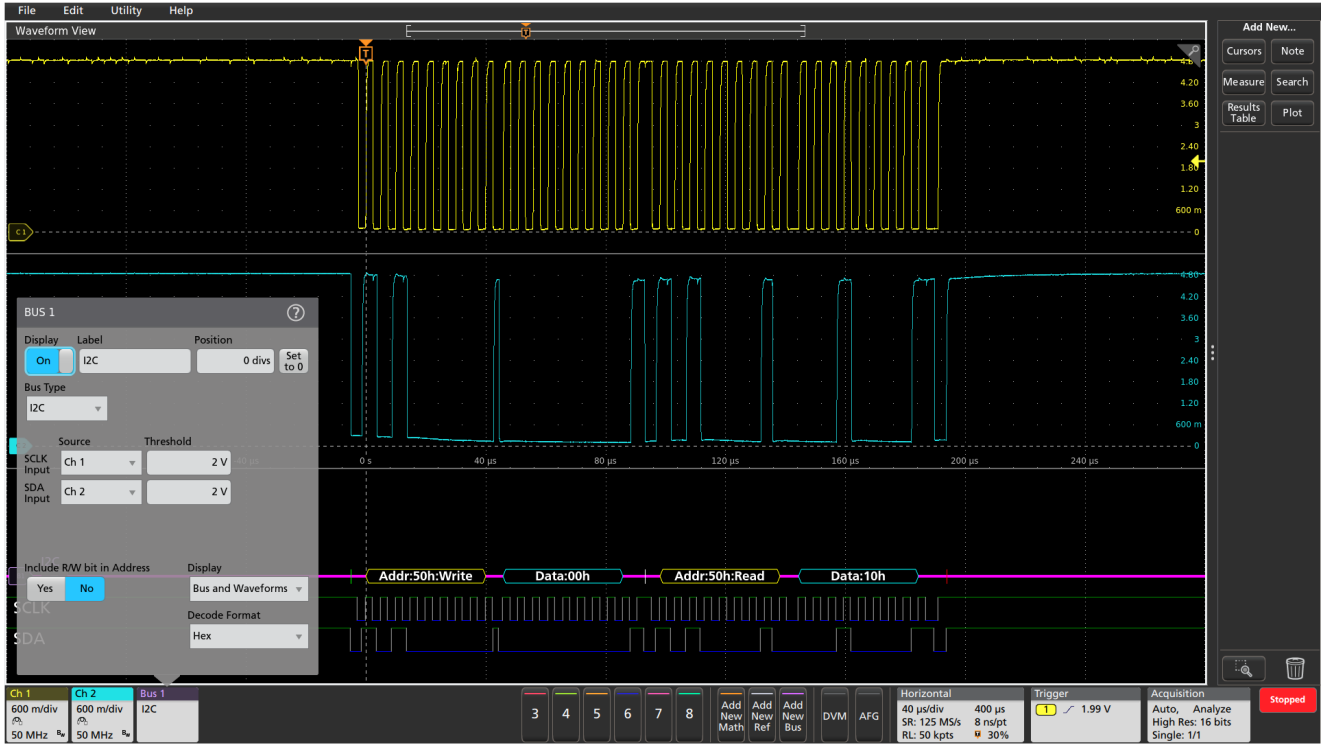 File Edit Utility Help
Waveform View
Add New...
Cursors Note
Measure Search
Results Table Plot
T
T
4.20
3.60
3
2.40
1.80
1.20
600 m
0
C1
4.80
4.20
3.60
3
2.40
1.80
1.20
600 m
0
BUS 1 ?
Display Label Position
On I2C 0 divs Set to 0
Bus Type
I2C
Source Threshold
SCLK Input Ch 1 2 V
SDA Input Ch 2 2 V
-40 µs 0 s 40 µs 80 µs 120 µs 160 µs 200 µs 240 µs
I2C
Include R/W bit in Address Display
Yes No Bus and Waveforms
Decode Format
Hex
Addr:50h:Write Data:00h Addr:50h:Read Data:10h
SCLK
SDA
Ch 1
600 m/div
50 MHz Bw
Ch 2
600 m/div
50 MHz Bw
Bus 1
I2C
3 4 5 6 7 8
Add New Math
Add New Ref
Add New Bus
DVM
AFG
Horizontal
40 µs/div 400 µs
SR: 125 MS/s 8 ns/pt
RL: 50 kpts T 30%
Trigger
1 1.99 V
Acquisition
Auto, Analyze
High Res: 16 bits
Single: 1/1
Stopped